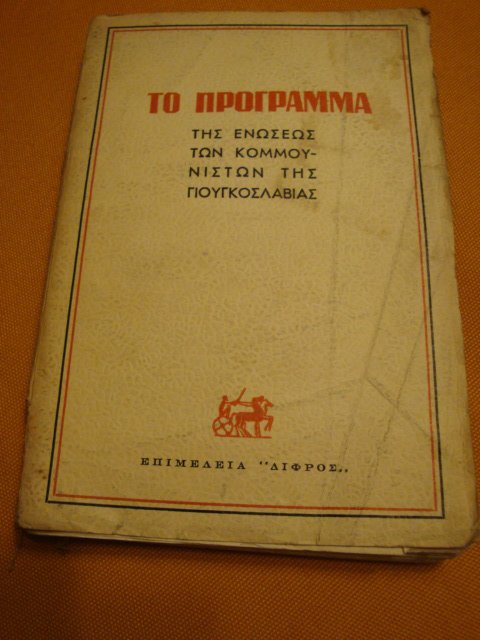 ΤΟ ΠΡΟΓΡΑΜΜΑ
ΤΗΣ ΕΝΩΣΕΩΣ
ΤΩΝ ΚΟΜΜΟΥ-
ΝΙΣΤΩΝ ΤΗΣ
ΓΙΟΥΓΚΟΣΛΑΒΙΑΣ
ΕΠΙΜΕΛΕΙΑ "ΔΙΦΡΟΣ,,